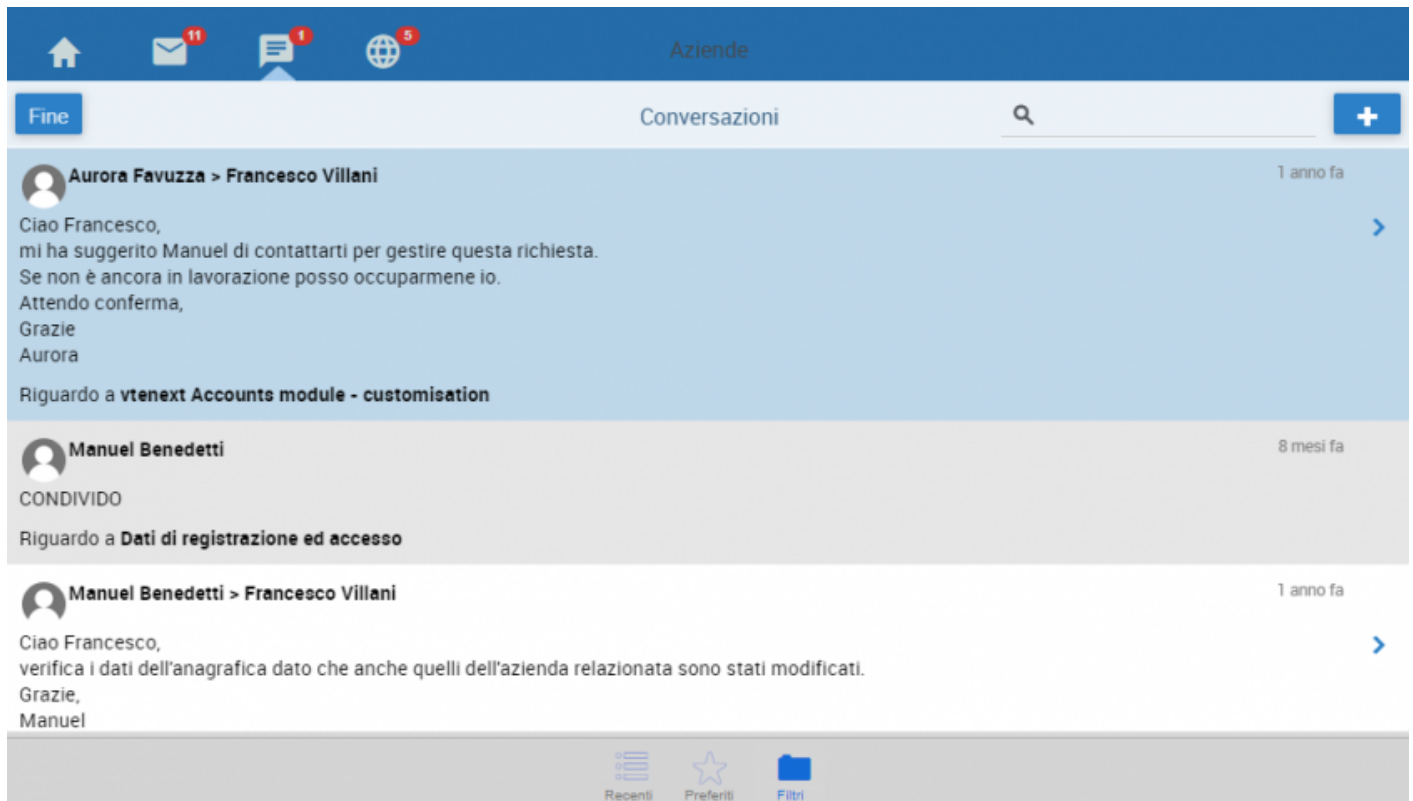 11
1
5
Aziende
Fine
Conversazioni
Aurora Favuzza > Francesco Villani
1 anno fa
Ciao Francesco,
mi ha suggerito Manuel di contattarti per gestire questa richiesta.
Se non è ancora in lavorazione posso occuparmene io.
Attendo conferma,
Grazie
Aurora
Riguardo a vtenext Accounts module - customisation
Manuel Benedetti
8 mesi fa
CONDIVIDO
Riguardo a Dati di registrazione ed accesso
Manuel Benedetti > Francesco Villani
1 anno fa
Ciao Francesco,
verifica i dati dell'anagrafica dato che anche quelli dell'azienda relazionata sono stati modificati.
Grazie,
Manuel
Recenti
Preferiti
Filtri